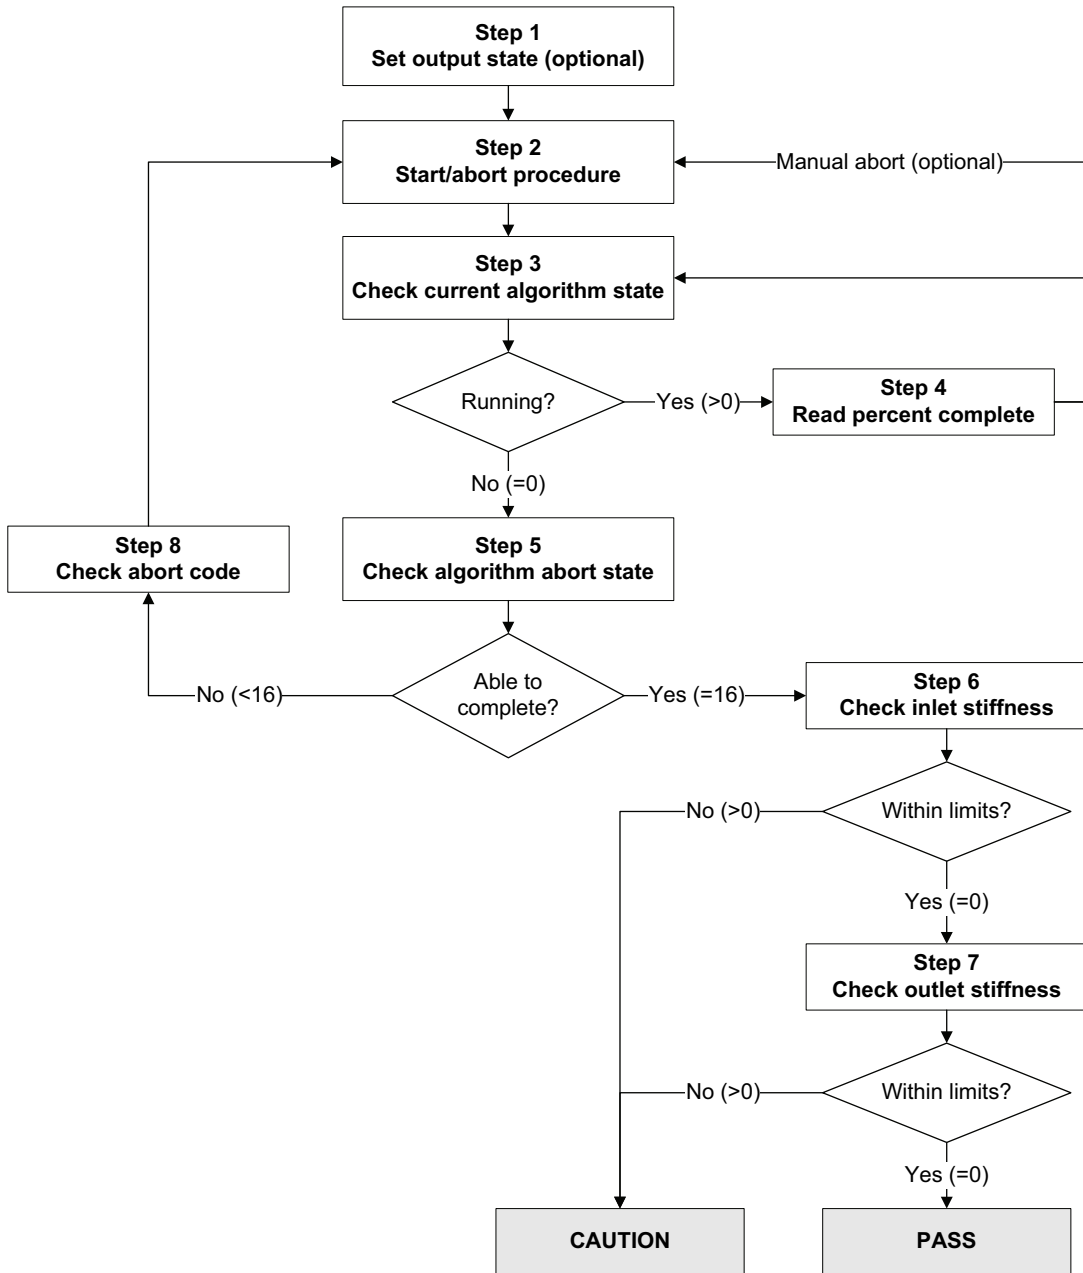 Step 1
Set output state (optional)
Step 2
Start/abort procedure
Manual abort (optional)
Step 3
Check current algorithm state
Running?
Yes (>0)
Step 4
Read percent complete
No (=0)
Step 8
Check abort code
Step 5
Check algorithm abort state
No (<16)
Able to
complete?
Yes (=16)
Step 6
Check inlet stiffness
No (>0)
Within limits?
Yes (=0)
Step 7
Check outlet stiffness
No (>0)
Within limits?
Yes (=0)
CAUTION
PASS